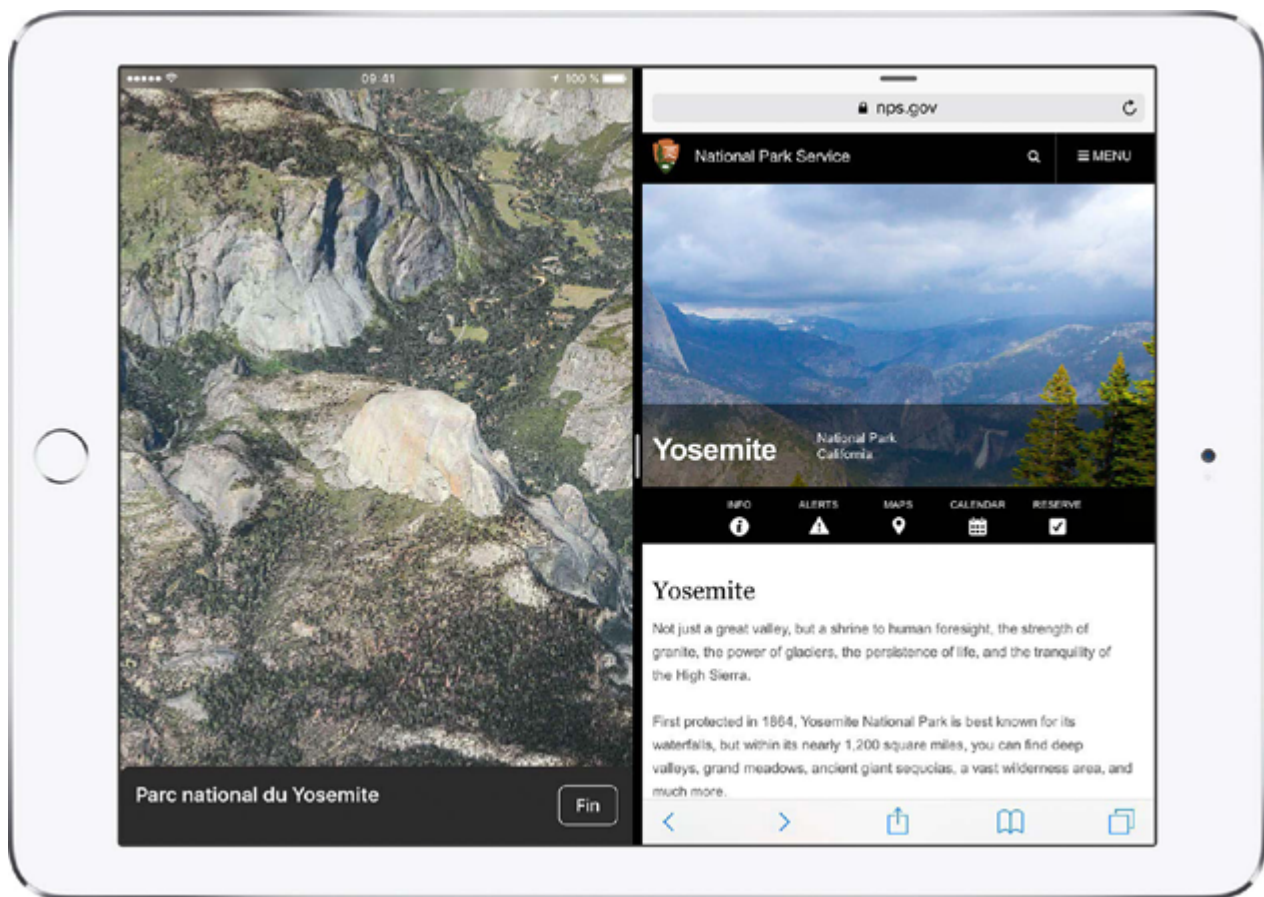 09:41
100 %
Parc national du Yosemite
Fin
nps.gov
National Park Service
MENU
Yosemite
National Park
California
INFO
ALERTS
MAPS
CALENDAR
RESERVE
Yosemite
Not just a great valley, but a shrine to human foresight, the strength of
granite, the power of glaciers, the persistence of life, and the tranquility of
the High Sierra.
First protected in 1864, Yosemite National Park is best known for its
waterfalls, but within its nearly 1,200 square miles, you can find deep
valleys, grand meadows, ancient giant sequoias, a vast wilderness area, and
much more.